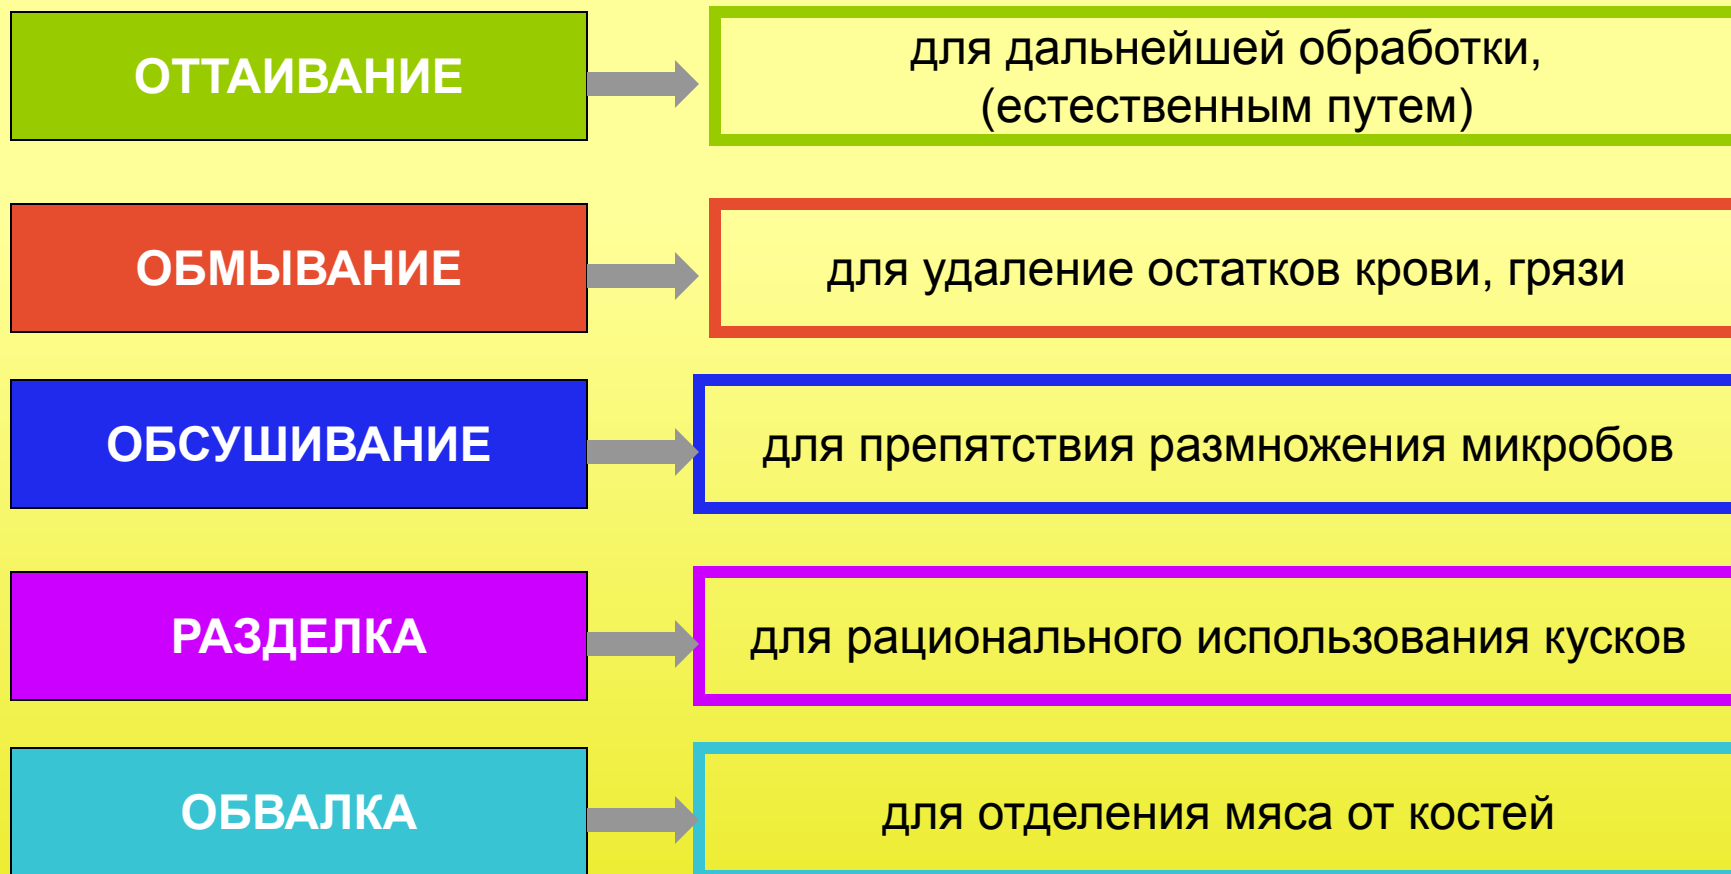 ОТТАИВАНИЕ
для дальнейшей обработки,
(естественным путем)
ОБМЫВАНИЕ
для удаление остатков крови, грязи
ОБСУШИВАНИЕ
для препятствия размножения микробов
РАЗДЕЛКА
для рационального использования кусков
ОБВАЛКА
для отделения мяса от костей